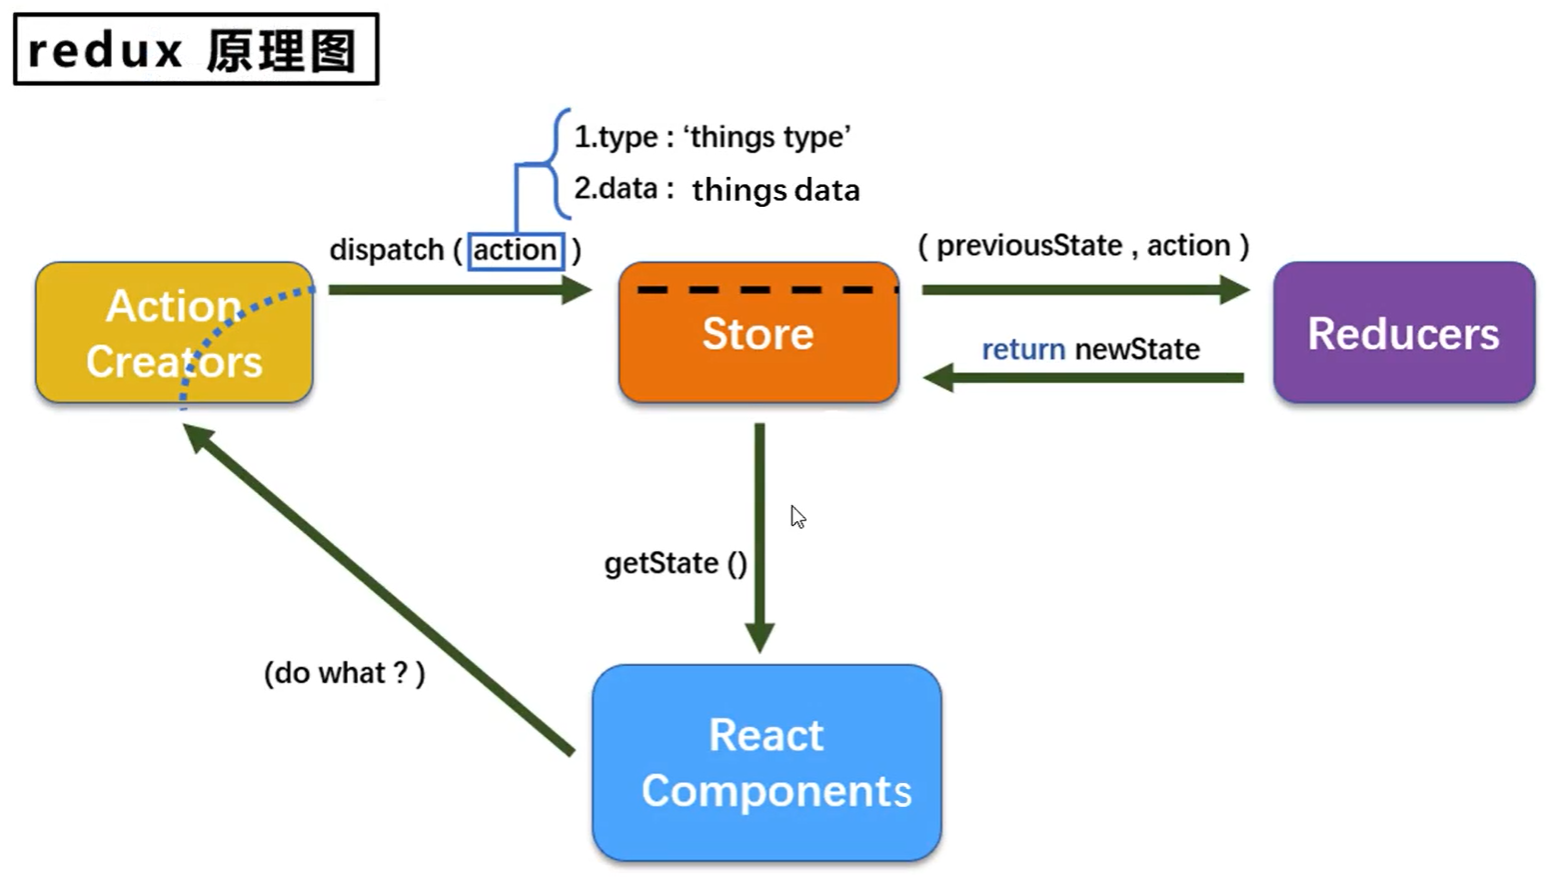 redux 原理图
1.type : ‘things type’
2.data : things data
dispatch ( action )
( previousState , action )
Action
Creators
Store
return newState
Reducers
getState ()
(do what ? )
React
Components